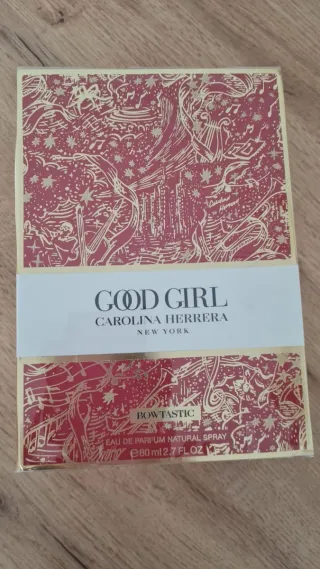 GOOD GIRL
CAROLINA HERRERA
NEW YORK
BOWTASTIC
EAU DE PARFUM NATURAL SPRAY
℮80 ml 2.7 FL OZ